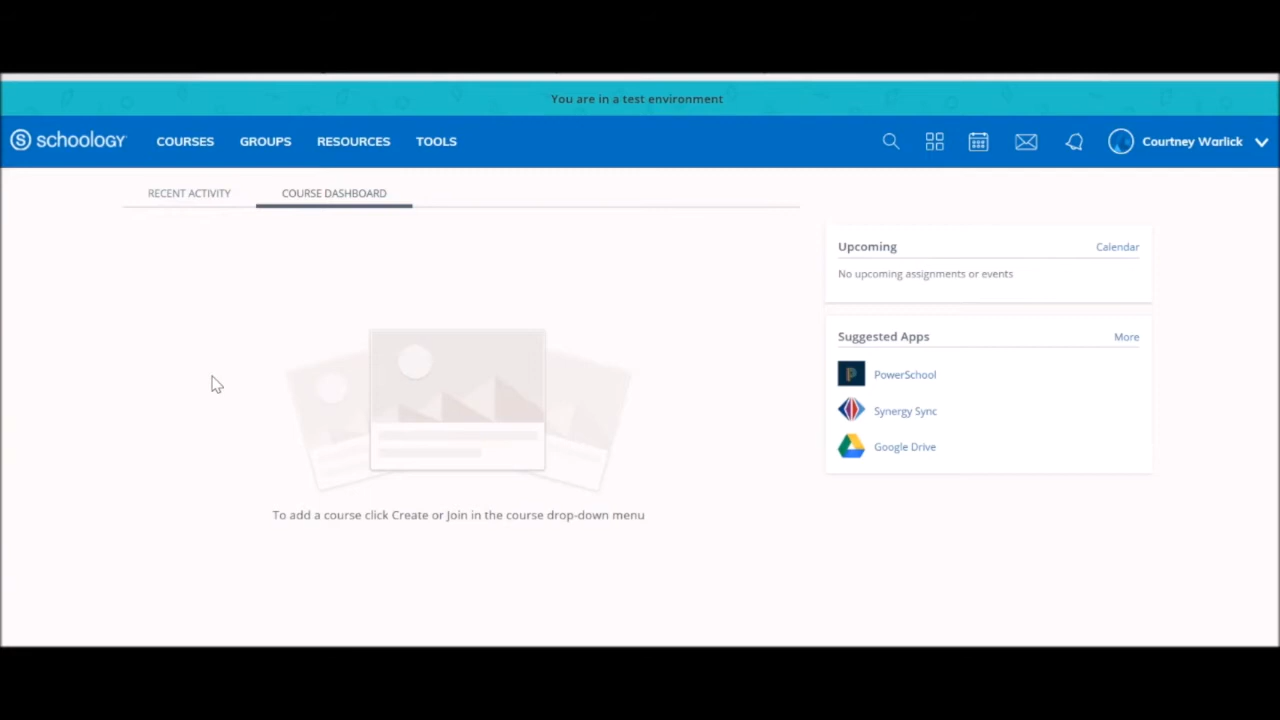 You are in a test environment
schoology COURSES GROUPS RESOURCES TOOLS Courtney Warlick
RECENT ACTIVITY COURSE DASHBOARD
Upcoming Calendar
No upcoming assignments or events
Suggested Apps More
PowerSchool
Synergy Sync
Google Drive
To add a course click Create or Join in the course drop-down menu